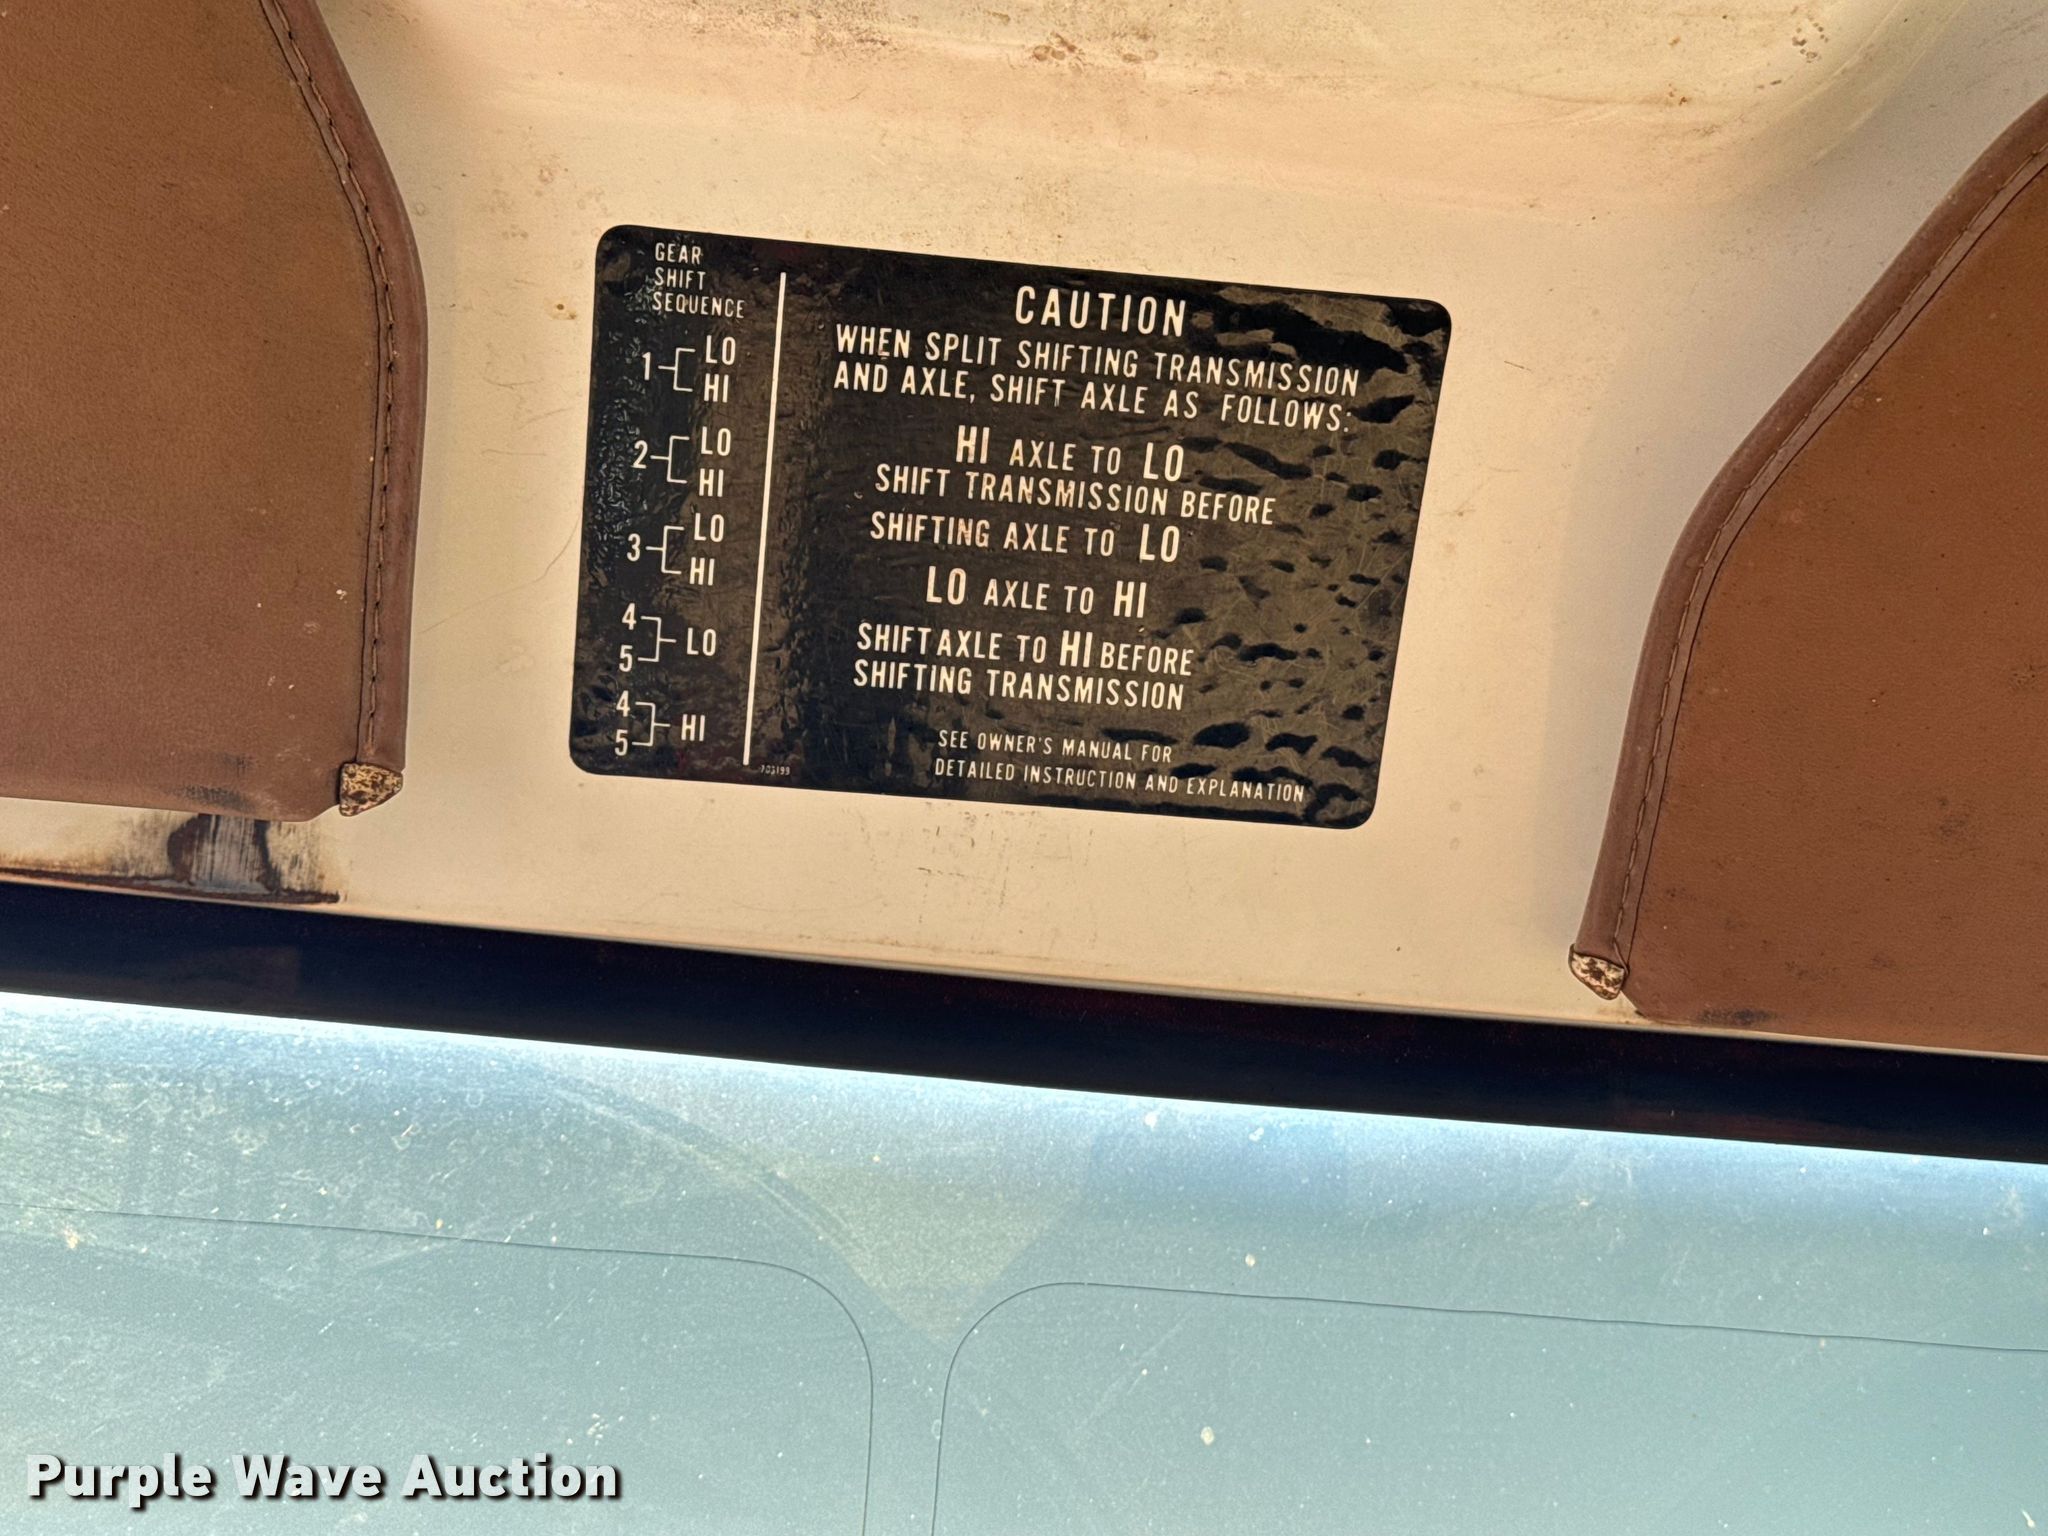 GEAR
SHIFT
SEQUENCE
1 LO
HI
2 LO
HI
3 LO
HI
4
5 LO
4
5 HI
CAUTION
WHEN SPLIT SHIFTING TRANSMISSION
AND AXLE, SHIFT AXLE AS FOLLOWS:
HI AXLE TO LO
SHIFT TRANSMISSION BEFORE
SHIFTING AXLE TO LO
LO AXLE TO HI
SHIFT AXLE TO HI BEFORE
SHIFTING TRANSMISSION
SEE OWNER'S MANUAL FOR
DETAILED INSTRUCTION AND EXPLANATION
Purple Wave Auction